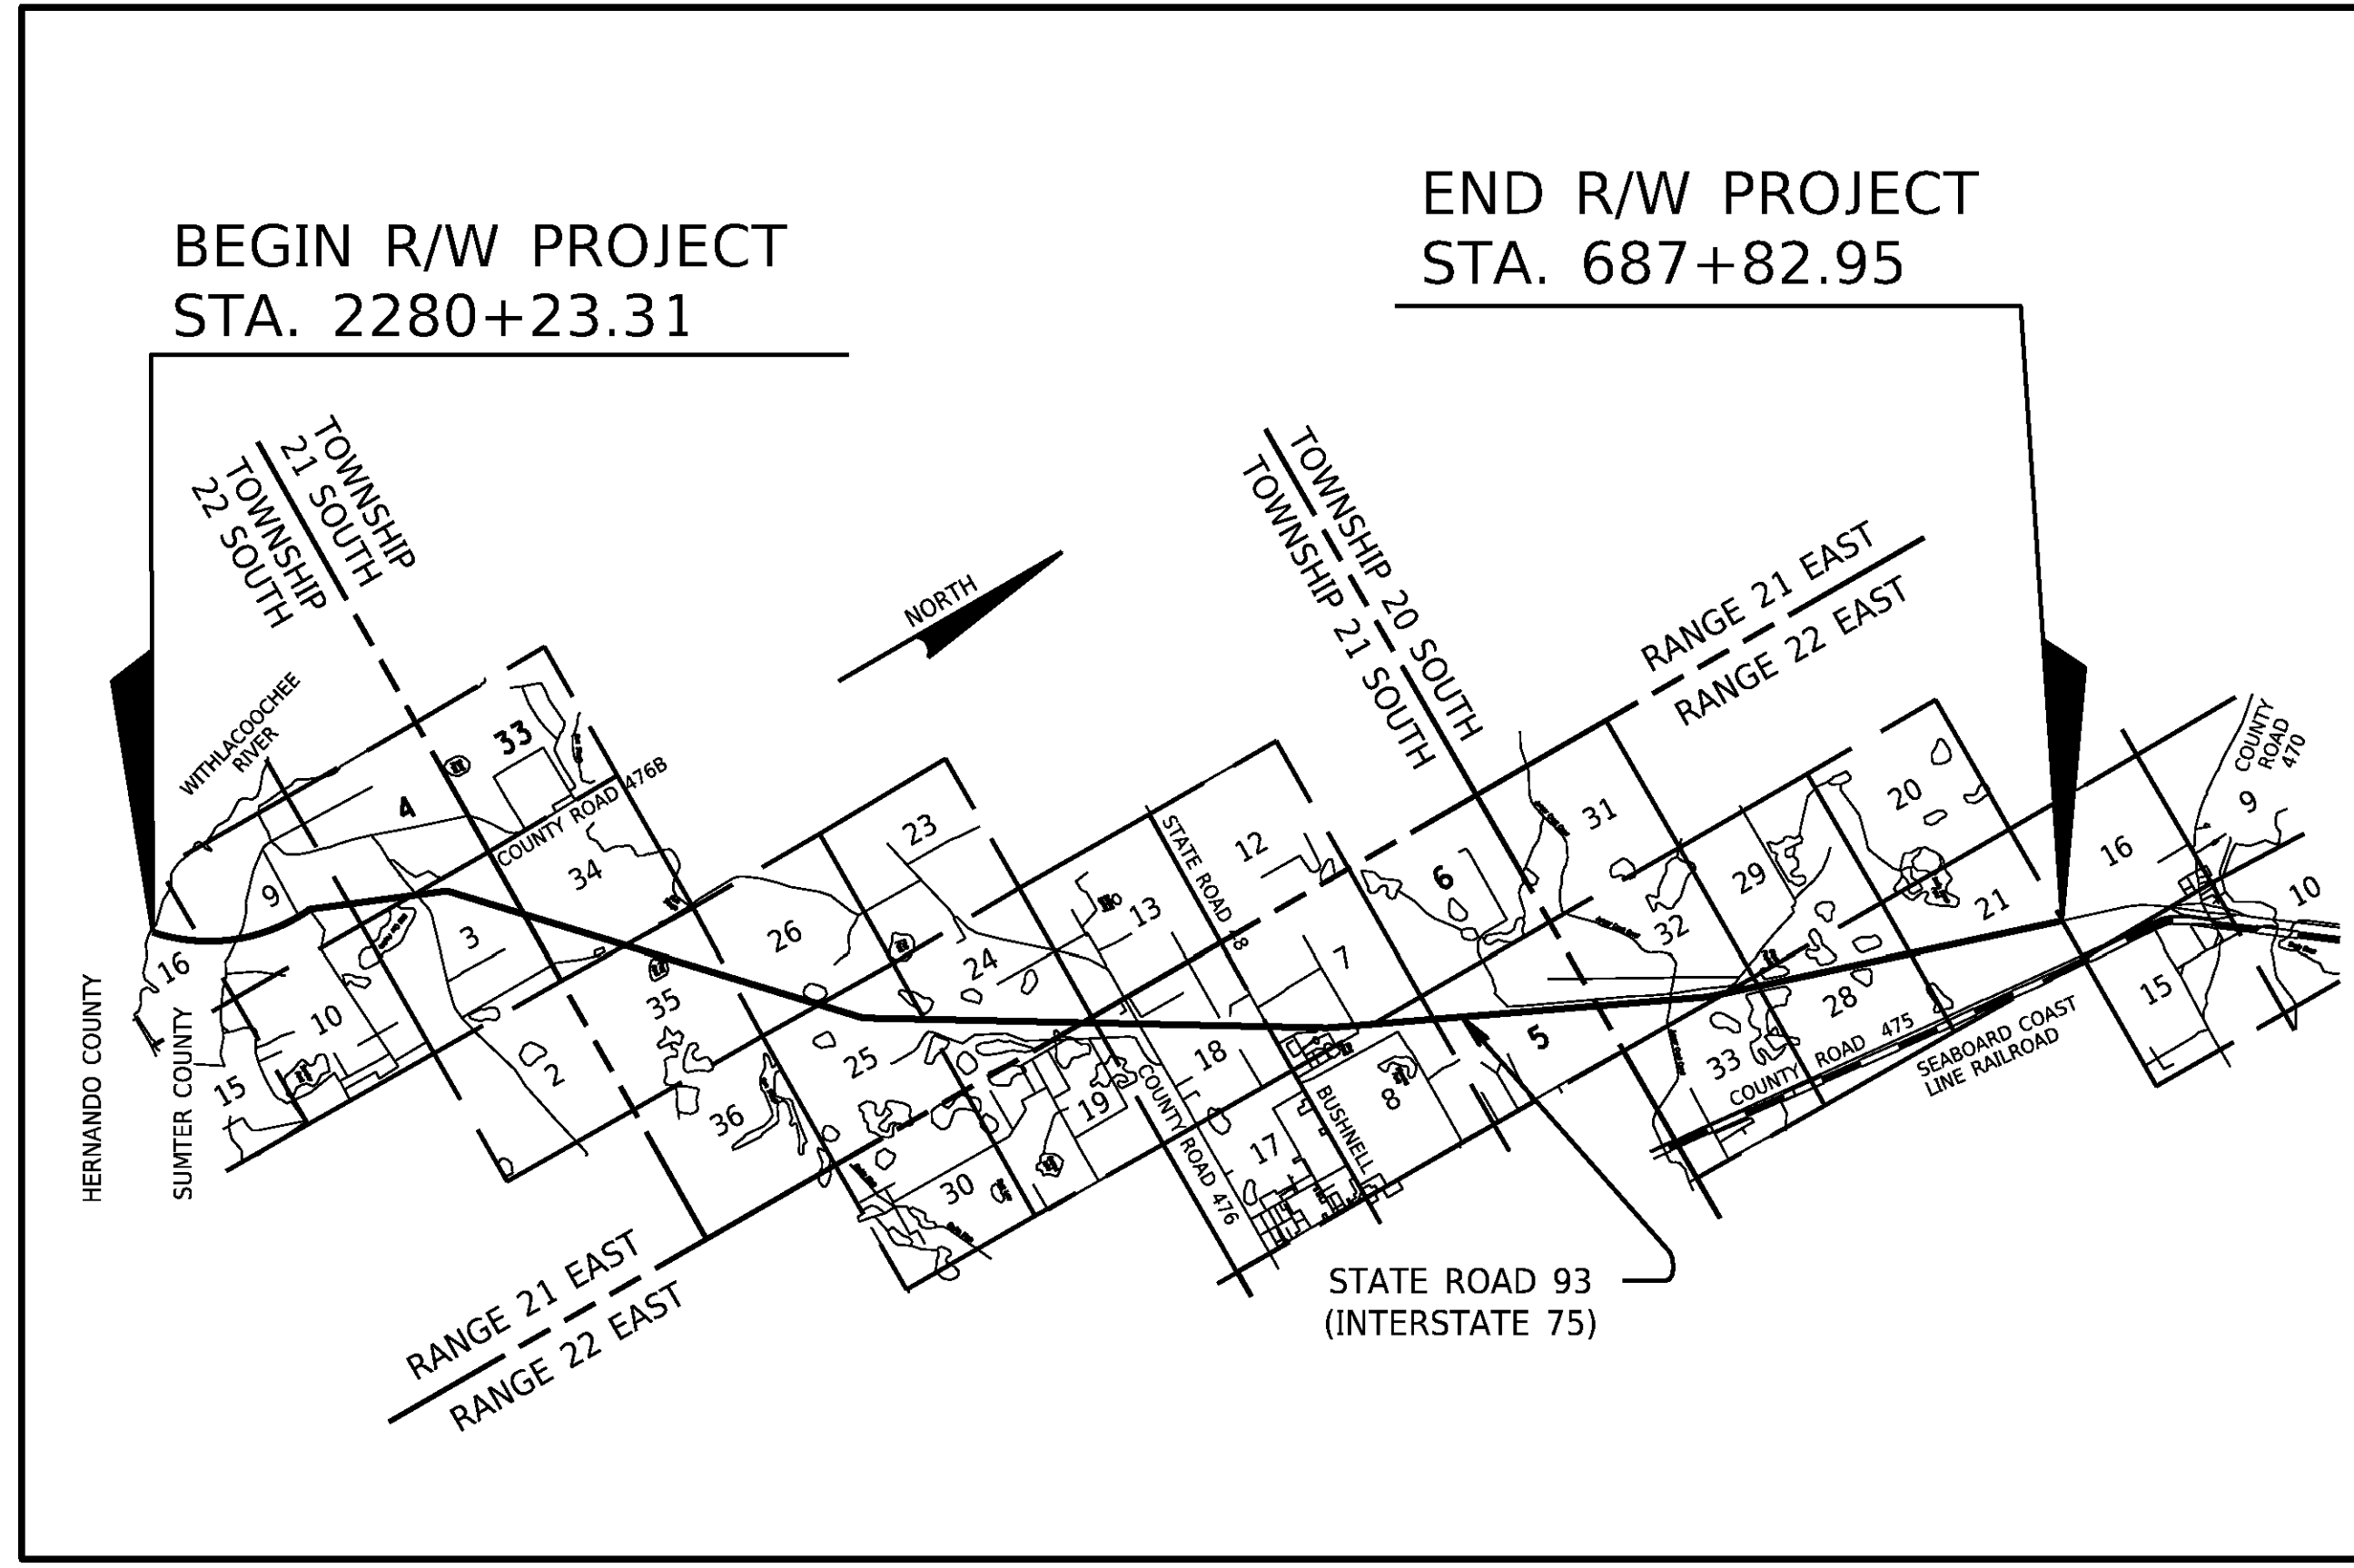 BEGIN R/W PROJECT
STA. 2280+23.31
END R/W PROJECT
STA. 687+82.95
TOWNSHIP
21 SOUTH
TOWNSHIP
22 SOUTH
TOWNSHIP 20 SOUTH
TOWNSHIP 21 SOUTH
NORTH
RANGE 21 EAST
RANGE 22 EAST
WITHLACOOCHEE
RIVER
33
COUNTY ROAD 476B
4
34
9
3
16
10
15
2
35
36
26
23
24
25
30
19
13
12
STATE ROAD 48
7
18
COUNTY ROAD 476
17
BUSHNELL
8
6
5
31
32
29
20
21
28
33
COUNTY ROAD 475
SEABOARD COAST
LINE RAILROAD
16
9
10
15
COUNTY
ROAD
470
HERNANDO COUNTY
SUMTER COUNTY
RANGE 21 EAST
RANGE 22 EAST
STATE ROAD 93
(INTERSTATE 75)